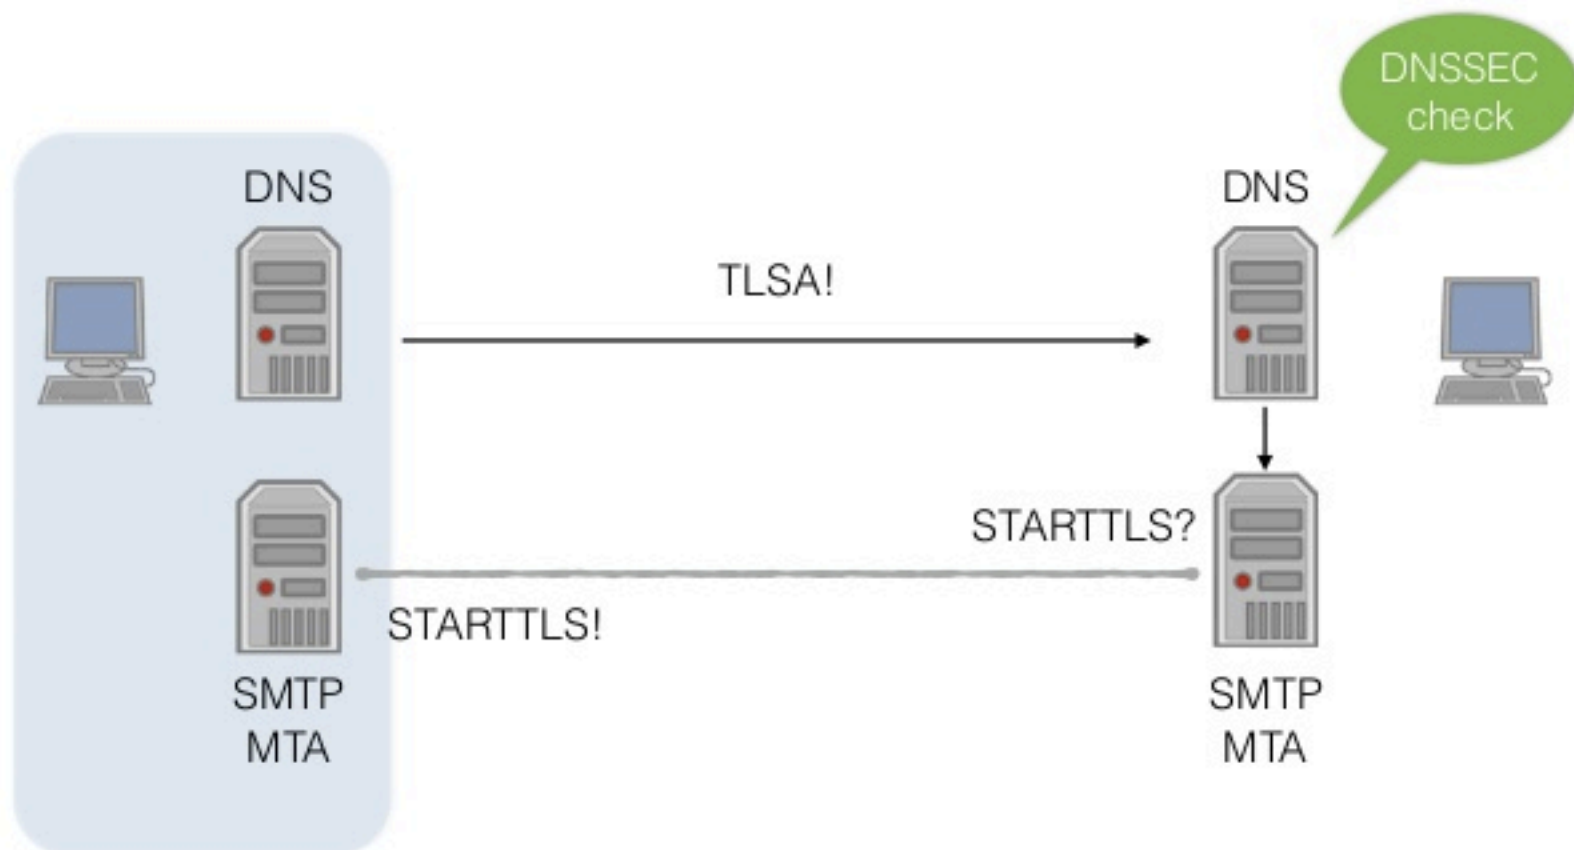 DNSSEC
check
DNS
DNS
TLSA!
STARTTLS?
STARTTLS!
SMTP
MTA
SMTP
MTA